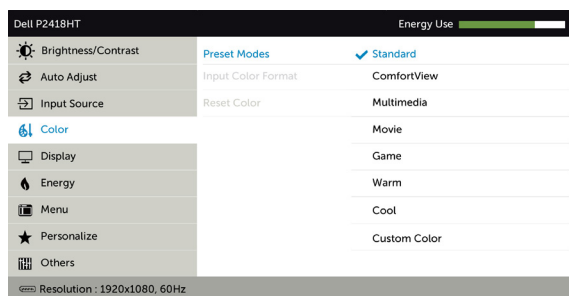 Dell P2418HT
Energy Use
Brightness/Contrast
Auto Adjust
Input Source
Color
Display
Energy
Menu
Personalize
Others
Preset Modes
Input Color Format
Reset Color
Standard
ComfortView
Multimedia
Movie
Game
Warm
Cool
Custom Color
Resolution : 1920x1080, 60Hz